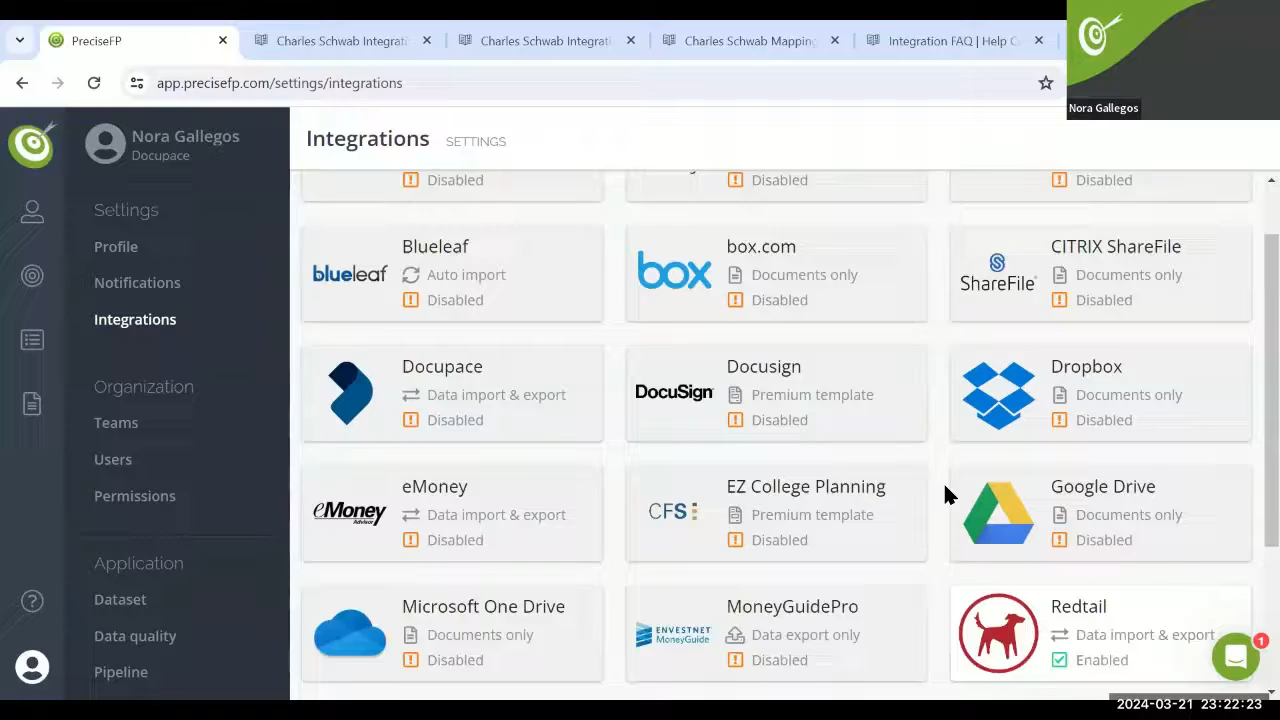 PreciseFP
Charles Schwab Integr
Charles Schwab Integrati
Charles Schwab Mapping
Integration FAQ | Help C
app.precisefp.com/settings/integrations
Nora Gallegos
Nora Gallegos
Docupace
Settings
Profile
Notifications
Integrations
Organization
Teams
Users
Permissions
Application
Dataset
Data quality
Pipeline
Integrations SETTINGS
Disabled
Disabled
Disabled
blueleaf
Blueleaf
Auto import
Disabled
box
box.com
Documents only
Disabled
ShareFile
CITRIX ShareFile
Documents only
Disabled
Docupace
Data import & export
Disabled
DocuSign
Docusign
Premium template
Disabled
Dropbox
Documents only
Disabled
eMoney
Advisor
eMoney
Data import & export
Disabled
CFS
EZ College Planning
Premium template
Disabled
Google Drive
Documents only
Disabled
Microsoft One Drive
Documents only
Disabled
ENVESTNET
MoneyGuide
MoneyGuidePro
Data export only
Disabled
Redtail
Data import & export
Enabled
1
2024-03-21 23:22:23